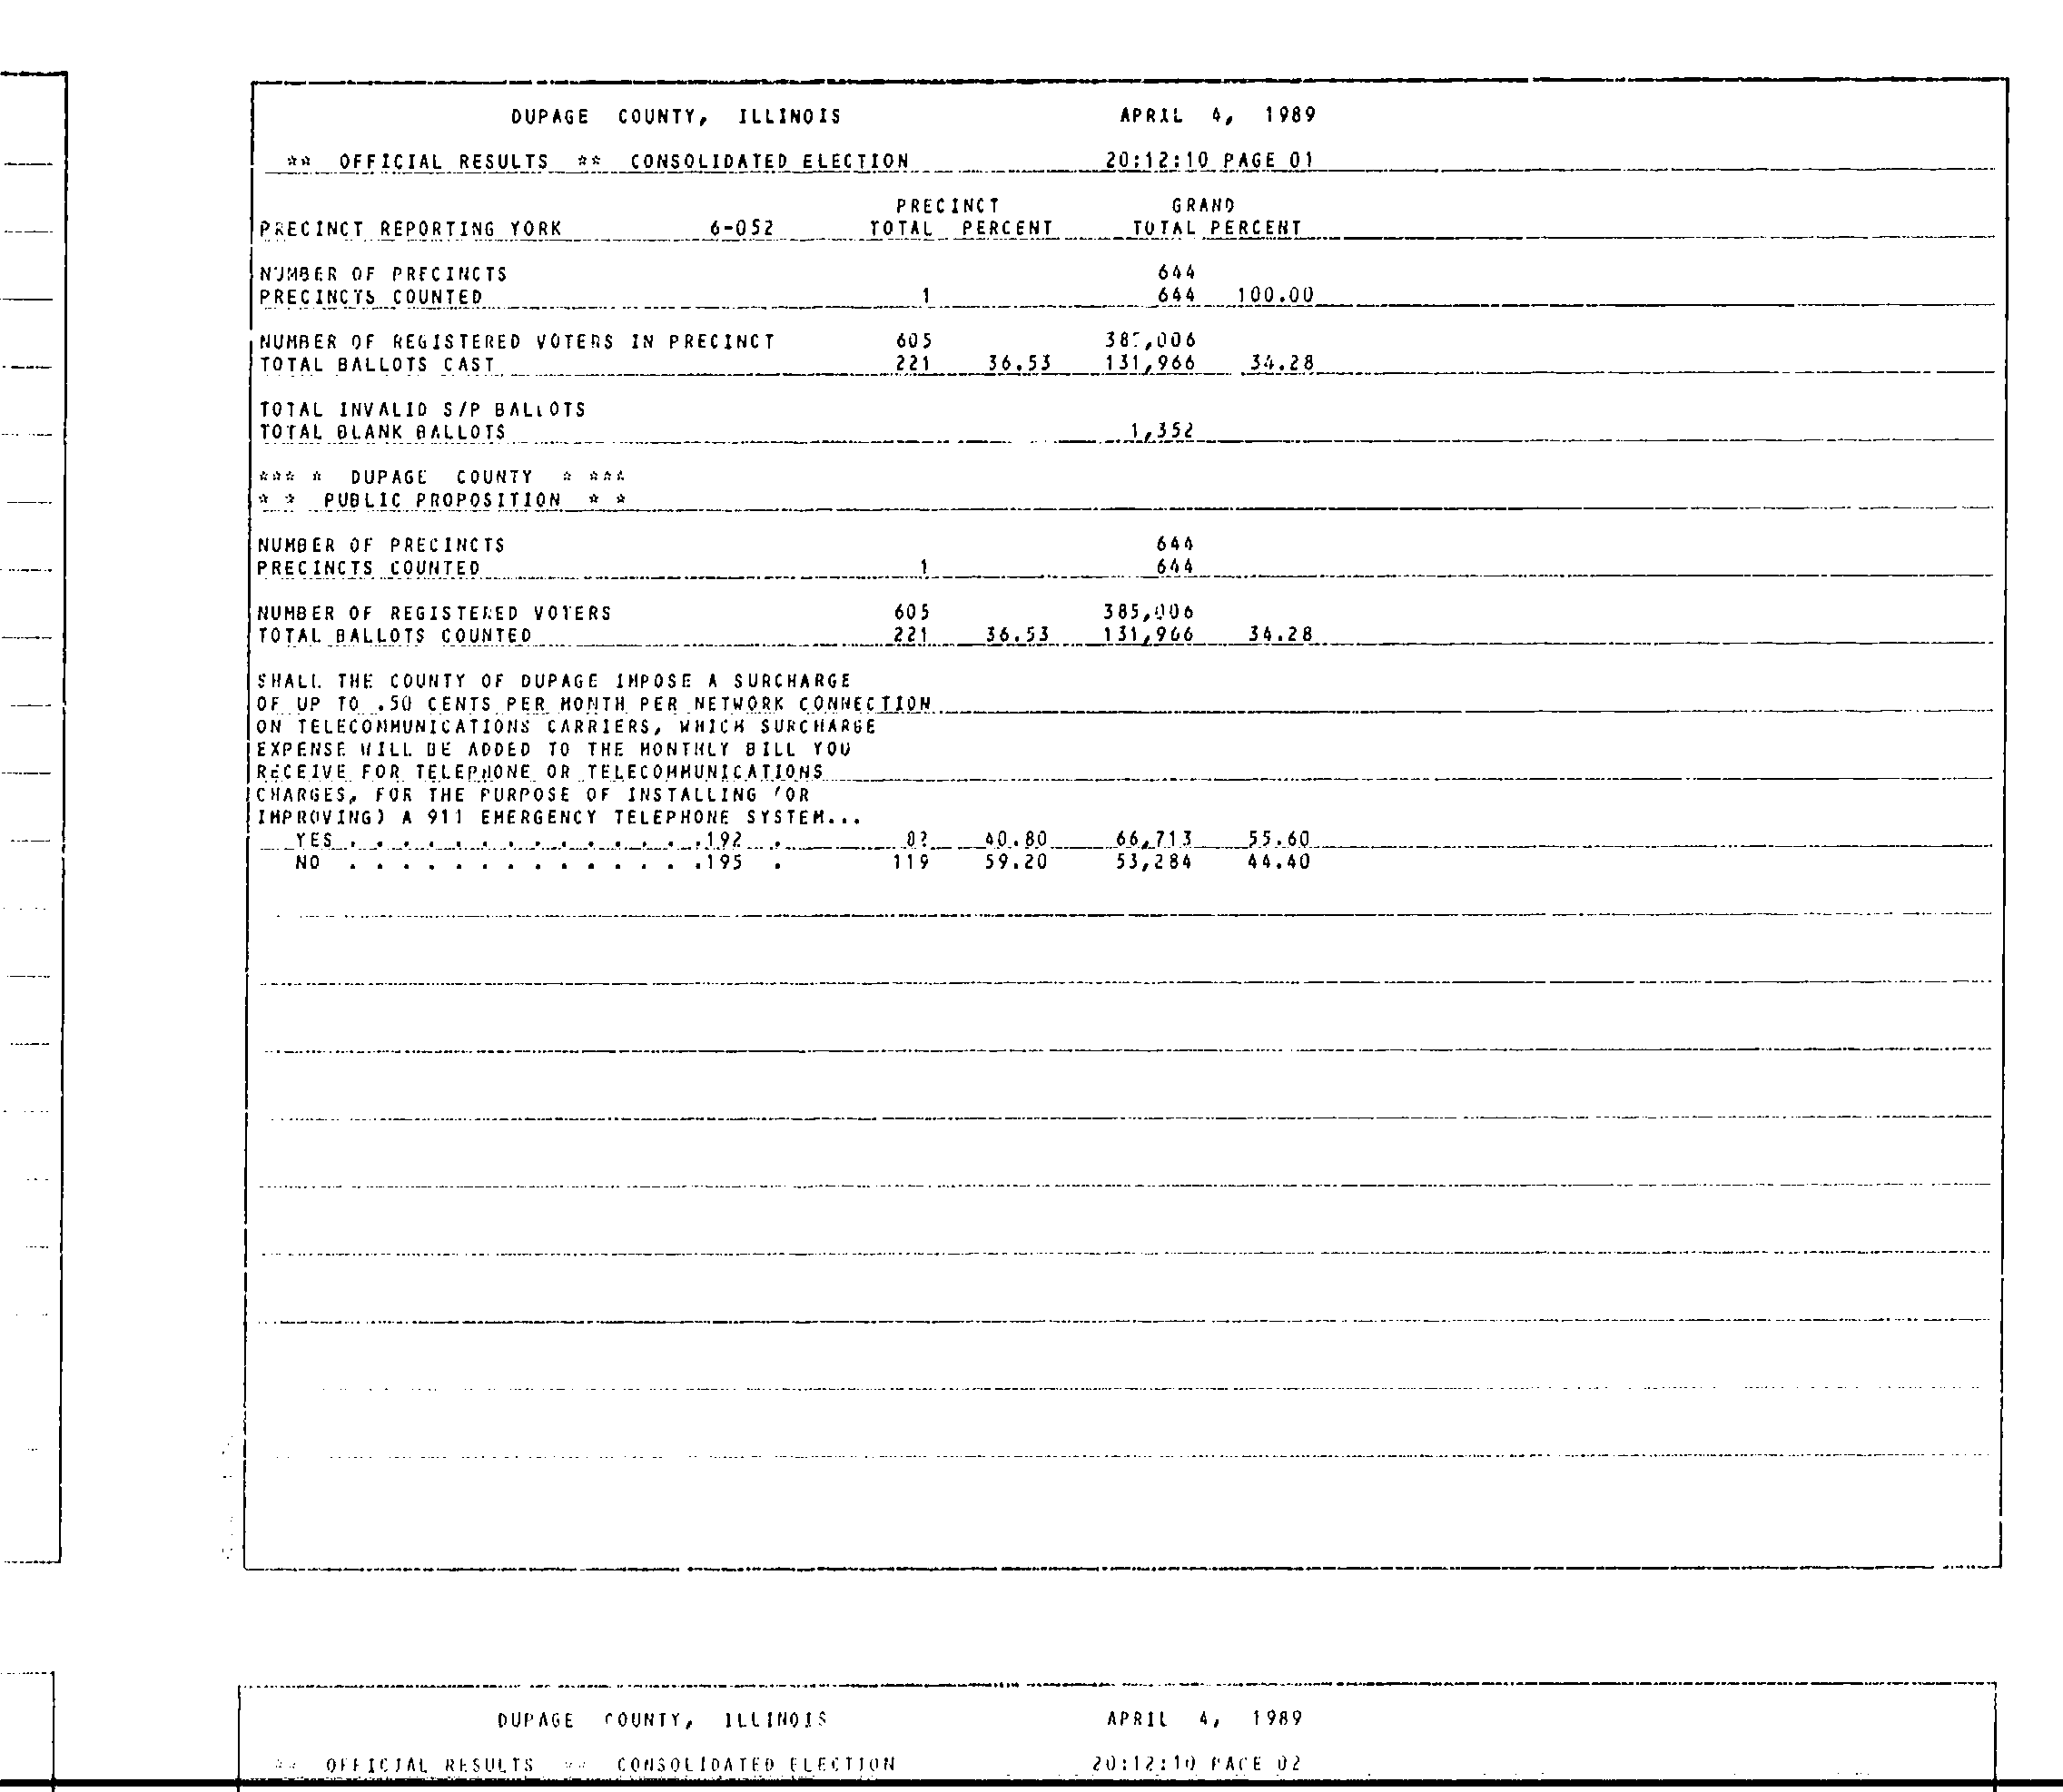 DUPAGE COUNTY, ILLINOIS APRIL 4, 1989
** OFFICIAL RESULTS ** CONSOLIDATED ELECTION 20:12:10 PAGE 01
PRECINCT GRAND
PRECINCT REPORTING YORK 6-052 TOTAL PERCENT TOTAL PERCENT
NUMBER OF PRECINCTS 644
PRECINCTS COUNTED 1 644 100.00
NUMBER OF REGISTERED VOTERS IN PRECINCT 605
TOTAL BALLOTS CAST 221 36.53 131,966 34.28
TOTAL INVALID S/P BALLOTS
TOTAL BLANK BALLOTS 1,352
*** * DUPAGE COUNTY * ***
* * PUBLIC PROPOSITION * *
NUMBER OF PRECINCTS 644
PRECINCTS COUNTED 1 644
NUMBER OF REGISTERED VOTERS 605 385,006
TOTAL BALLOTS COUNTED 221 36.53 131,966 34.28
SHALL THE COUNTY OF DUPAGE IMPOSE A SURCHARGE
OF UP TO .50 CENTS PER MONTH PER NETWORK CONNECTION
ON TELECOMMUNICATIONS CARRIERS, WHICH SURCHARGE
EXPENSE WILL BE ADDED TO THE MONTHLY BILL YOU
RECEIVE FOR TELEPHONE OR TELECOMMUNICATIONS
CHARGES, FOR THE PURPOSE OF INSTALLING (OR
IMPROVING) A 911 EMERGENCY TELEPHONE SYSTEM...
YES . . . . . . . . . . . . . .192 . 82 40.80 66,713 55.60
NO . . . . . . . . . . . . . .195 . 119 59.20 53,284 44.40
DUPAGE COUNTY, ILLINOIS APRIL 4, 1989
** OFFICIAL RESULTS ** CONSOLIDATED ELECTION 20:12:10 PAGE 02